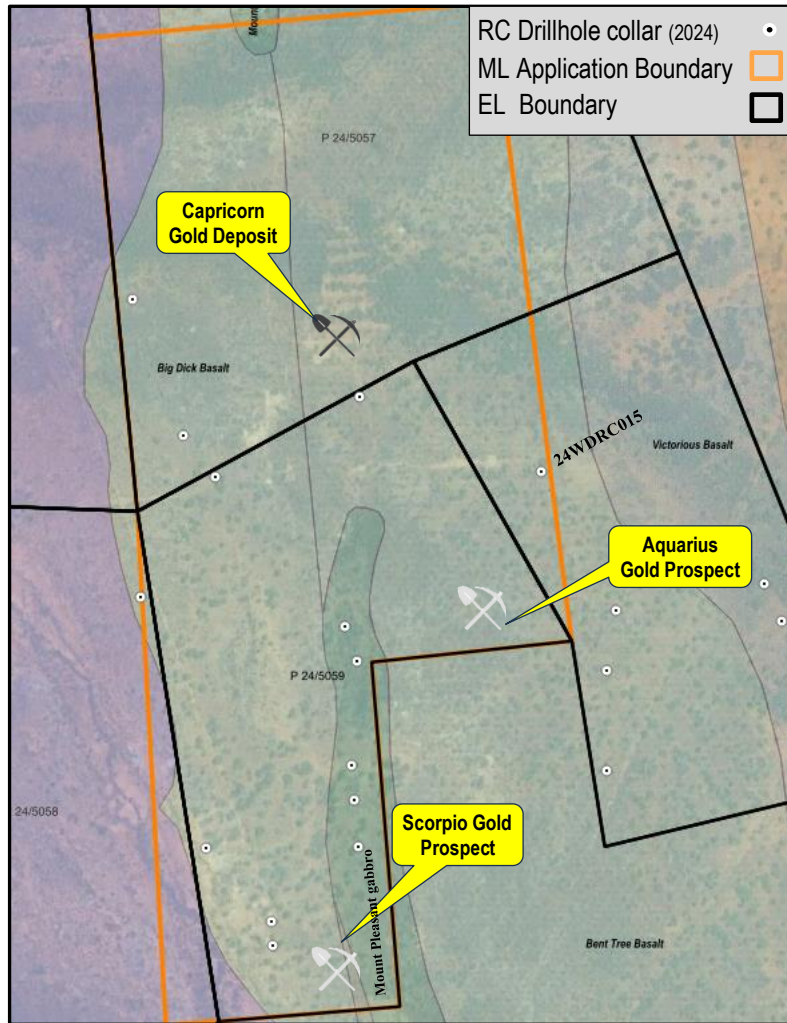 RC Drillhole collar (2024)
ML Application Boundary
EL Boundary
Moun
P 24/5057
Capricorn
Gold Deposit
Big Dick Basalt
24WDRC015
Victorious Basalt
Aquarius
Gold Prospect
P 24/5059
24/5058
Scorpio Gold
Prospect
Mount Pleasant gabbro
Bent Tree Basalt